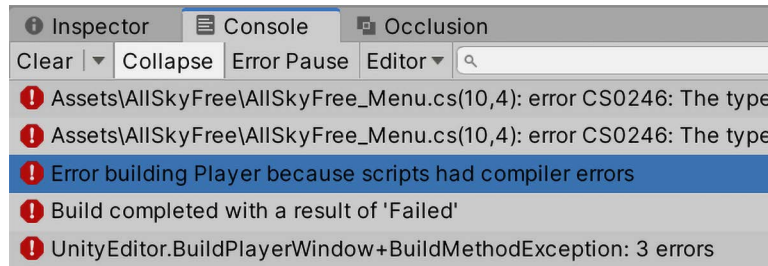 Inspector Console Occlusion
Clear Collapse Error Pause Editor
Assets\AllSkyFree\AllSkyFree_Menu.cs(10,4): error CS0246: The type
Assets\AllSkyFree\AllSkyFree_Menu.cs(10,4): error CS0246: The type
Error building Player because scripts had compiler errors
Build completed with a result of 'Failed'
UnityEditor.BuildPlayerWindow+BuildMethodException: 3 errors